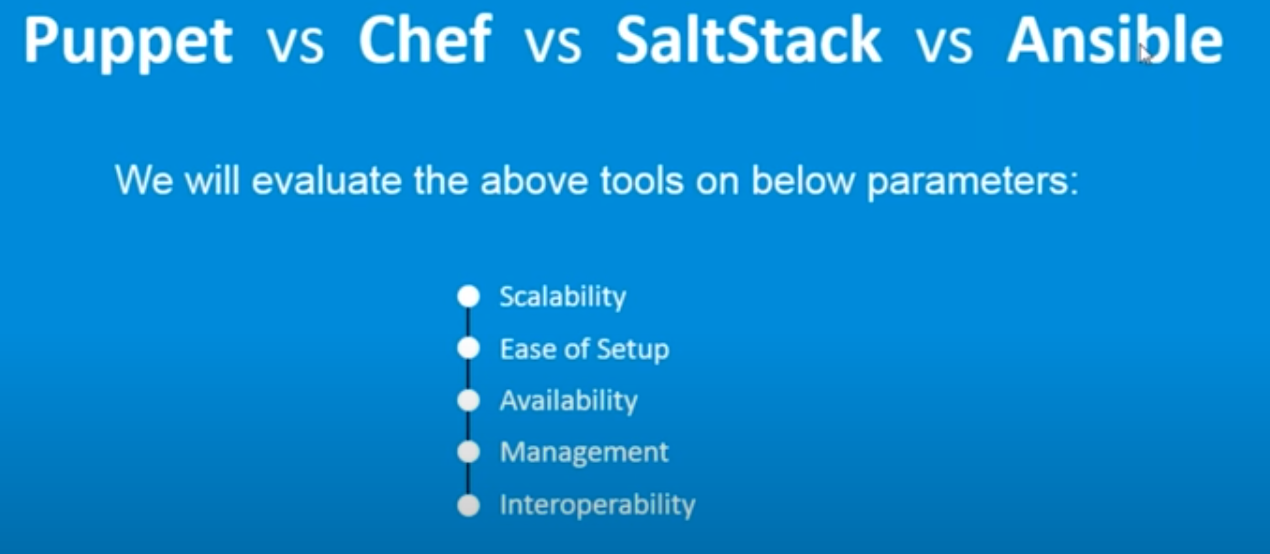 Puppet vs Chef vs SaltStack vs Ansible
We will evaluate the above tools on below parameters:
Scalability
Ease of Setup
Availability
Management
Interoperability